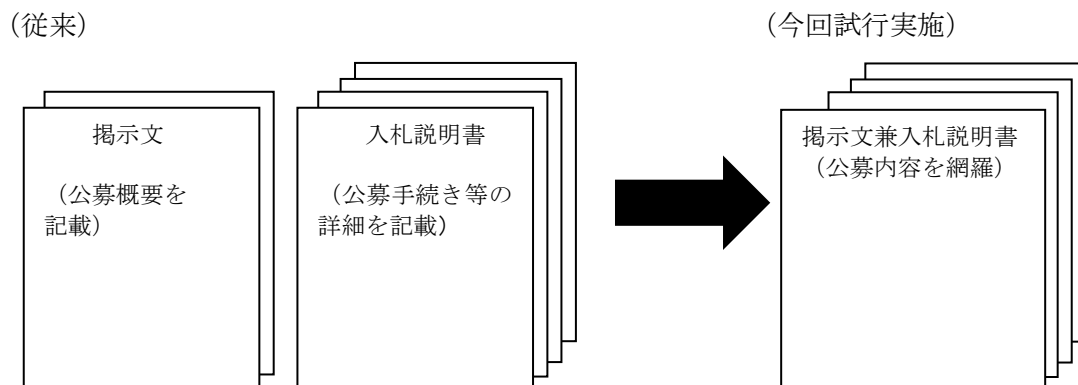 （従来）
（今回試行実施）
掲示文
（公募概要を
記載）
入札説明書
（公募手続き等の
詳細を記載）
掲示文兼入札説明書
（公募内容を網羅）